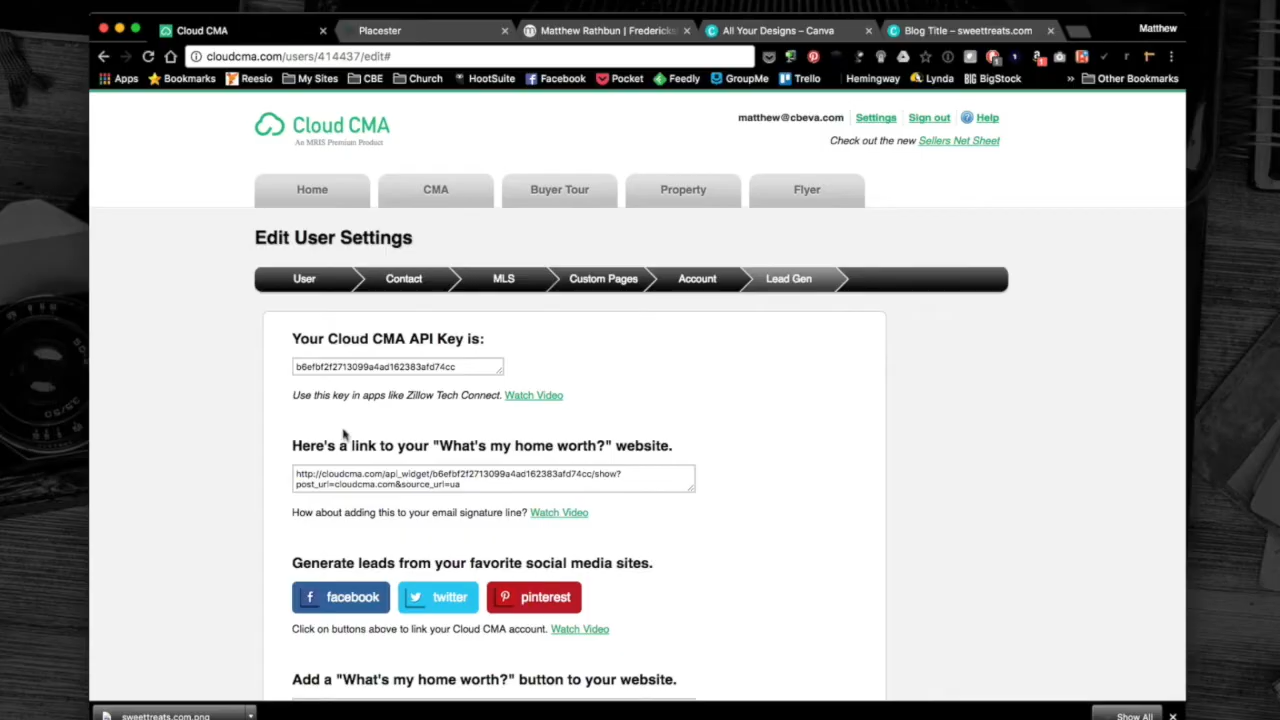 Cloud CMA
Placester
Matthew Rathbun | Fredericks
All Your Designs – Canva
Blog Title – sweettreats.com
Matthew
cloudcma.com/users/414437/edit#
Apps
Bookmarks
Reesio
My Sites
CBE
Church
HootSuite
Facebook
Pocket
Feedly
GroupMe
Trello
Hemingway
Lynda
BigStock
»
Other Bookmarks
Cloud CMA
An MRIS Premium Product
matthew@cbeva.com
Settings
Sign out
Help
Check out the new Sellers Net Sheet
Home
CMA
Buyer Tour
Property
Flyer
Edit User Settings
User
Contact
MLS
Custom Pages
Account
Lead Gen
Your Cloud CMA API Key is:
b6efbf2f2713099a4ad162383afd74cc
Use this key in apps like Zillow Tech Connect. Watch Video
Here's a link to your "What's my home worth?" website.
http://cloudcma.com/api_widget/b6efbf2f2713099a4ad162383afd74cc/show?
post_url=cloudcma.com&source_url=ua
How about adding this to your email signature line? Watch Video
Generate leads from your favorite social media sites.
facebook
twitter
pinterest
Click on buttons above to link your Cloud CMA account. Watch Video
Add a "What's my home worth?" button to your website.
sweettreats.com.png
Show All